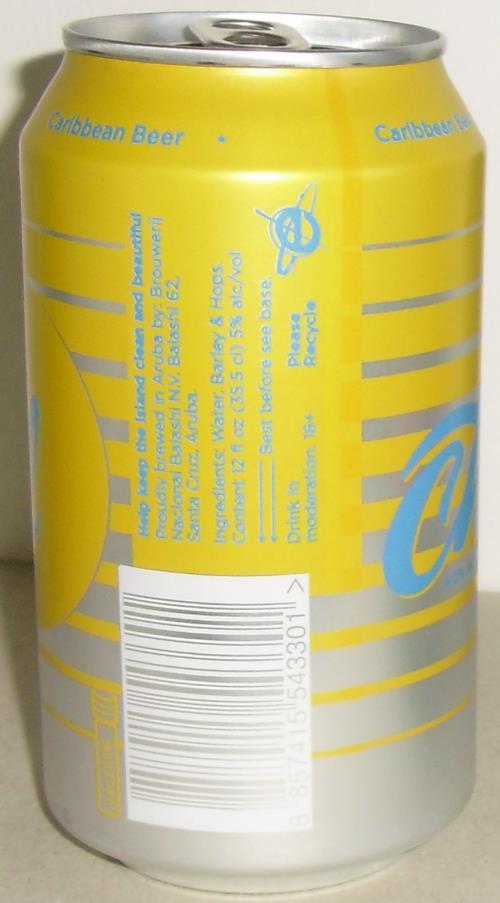 Caribbean Beer
Caribbean Be
Help keep the island clean and beautiful
Proudly brewed in Aruba by: Brouwerij
Nacional Balashi N.V. Balashi 62,
Santa Cruz, Aruba.
Ingredients: Water, Barley & Hops.
Content 12 fl oz (35.5 cl) 5% alc/vol
Best before see base.
Drink in
moderation. 18+
Please
Recycle
8 857415 543301 >